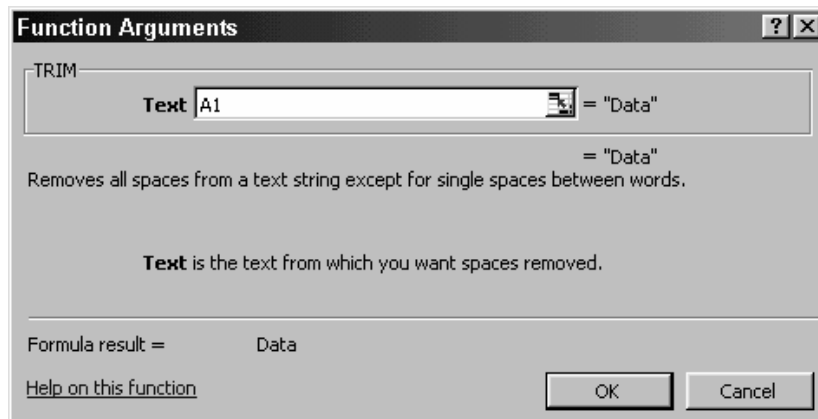 Function Arguments
TRIM
Text A1 = "Data"
= "Data"
Removes all spaces from a text string except for single spaces between words.
Text is the text from which you want spaces removed.
Formula result = Data
Help on this function OK Cancel